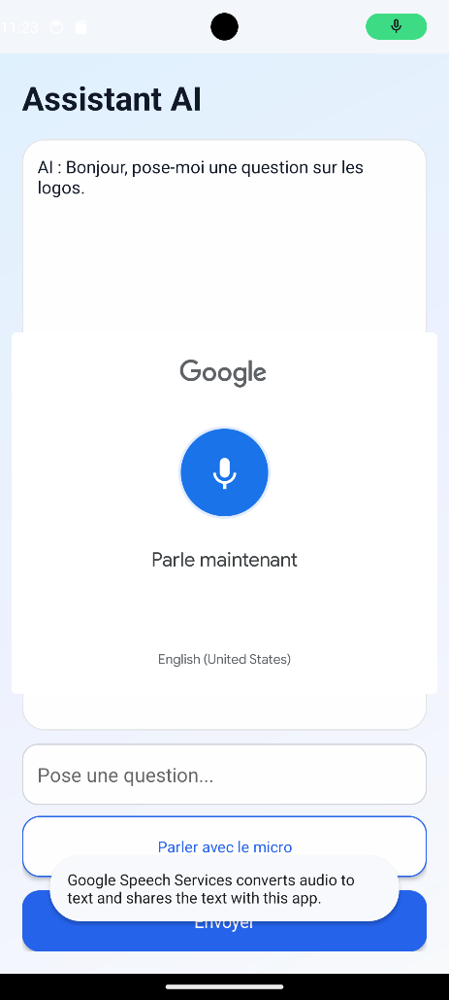 11:23
Assistant AI
AI : Bonjour, pose-moi une question sur les
logos.
Google
Parle maintenant
English (United States)
Pose une question...
Parler avec le micro
Google Speech Services converts audio to
text and shares the text with this app.
Envoyer